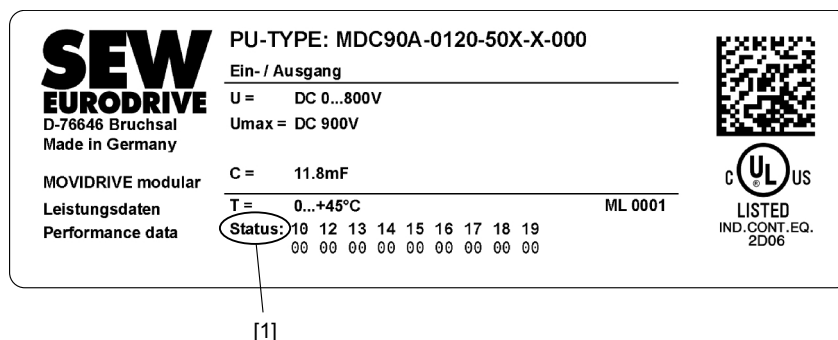 SEW
EURODRIVE
D-76646 Bruchsal
Made in Germany
MOVIDRIVE modular
Leistungsdaten
Performance data
PU-TYPE: MDC90A-0120-50X-X-000
Ein- / Ausgang
U = DC 0...800V
Umax = DC 900V
C = 11.8mF
T = 0...+45°C ML 0001
Status: 10 12 13 14 15 16 17 18 19
00 00 00 00 00 00 00 00 00
C UL ® US
LISTED
IND.CONT.EQ.
2D06
[1]